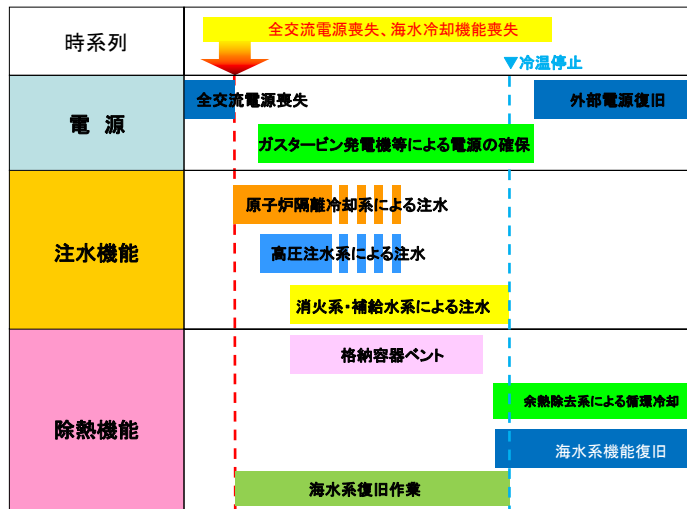 時系列
全交流電源喪失、海水冷却機能喪失
▼冷温停止
電 源
全交流電源喪失
外部電源復旧
ガスタービン発電機等による電源の確保
注水機能
原子炉隔離冷却系による注水
高圧注水系による注水
消火系・補給水系による注水
除熱機能
格納容器ベント
余熱除去系による循環冷却
海水系機能復旧
海水系復旧作業